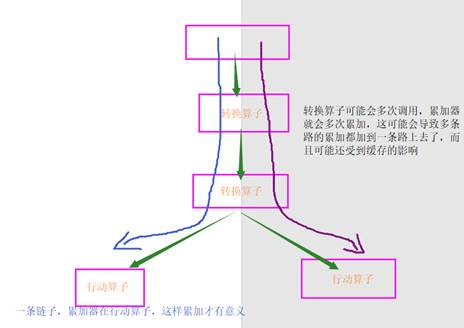 转换算子
转换算子可能会多次调用，累加器
就会多次累加，这可能会导致多条
路的累加都加到一条路上去了，而
且可能还受到缓存的影响
转换算子
行动算子
行动算子
一条链子，累加器在行动算子，这样累加才有意义